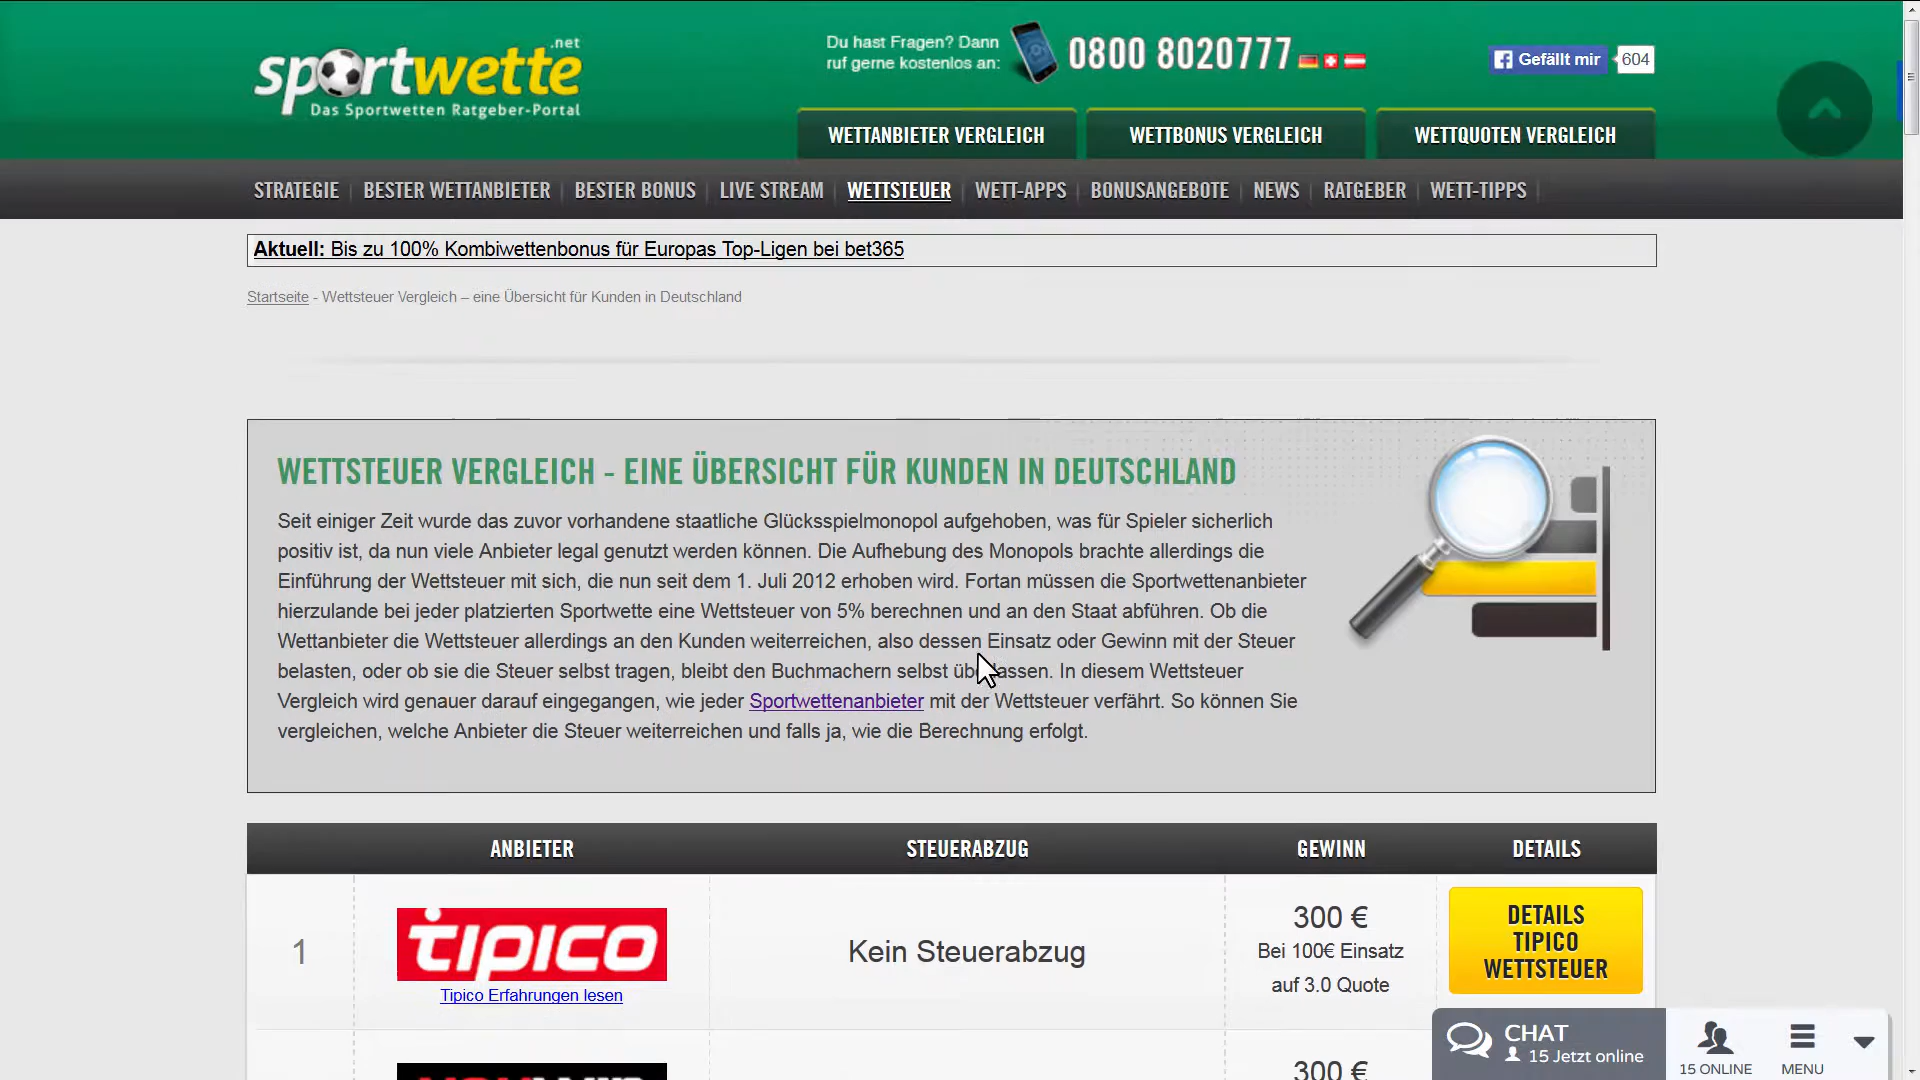 sportwette.net
Das Sportwetten Ratgeber-Portal
Du hast Fragen? Dann
ruf gerne kostenlos an:
0800 8020777
Gefällt mir
604
WETTANBIETER VERGLEICH
WETTBONUS VERGLEICH
WETTQUOTEN VERGLEICH
STRATEGIE
BESTER WETTANBIETER
BESTER BONUS
LIVE STREAM
WETTSTEUER
WETT-APPS
BONUSANGEBOTE
NEWS
RATGEBER
WETT-TIPPS
Aktuell: Bis zu 100% Kombiwettenbonus für Europas Top-Ligen bei bet365
Startseite - Wettsteuer Vergleich – eine Übersicht für Kunden in Deutschland
WETTSTEUER VERGLEICH - EINE ÜBERSICHT FÜR KUNDEN IN DEUTSCHLAND
Seit einiger Zeit wurde das zuvor vorhandene staatliche Glücksspielmonopol aufgehoben, was für Spieler sicherlich
positiv ist, da nun viele Anbieter legal genutzt werden können. Die Aufhebung des Monopols brachte allerdings die
Einführung der Wettsteuer mit sich, die nun seit dem 1. Juli 2012 erhoben wird. Fortan müssen die Sportwettenanbieter
hierzulande bei jeder platzierten Sportwette eine Wettsteuer von 5% berechnen und an den Staat abführen. Ob die
Wettanbieter die Wettsteuer allerdings an den Kunden weiterreichen, also dessen Einsatz oder Gewinn mit der Steuer
belasten, oder ob sie die Steuer selbst tragen, bleibt den Buchmachern selbst überlassen. In diesem Wettsteuer
Vergleich wird genauer darauf eingegangen, wie jeder Sportwettenanbieter mit der Wettsteuer verfährt. So können Sie
vergleichen, welche Anbieter die Steuer weiterreichen und falls ja, wie die Berechnung erfolgt.
ANBIETER
STEUERABZUG
GEWINN
DETAILS
1
tipico
Tipico Erfahrungen lesen
Kein Steuerabzug
300 €
Bei 100€ Einsatz
auf 3.0 Quote
DETAILS
TIPICO
WETTSTEUER
300 €
CHAT
15 Jetzt online
15 ONLINE
MENU